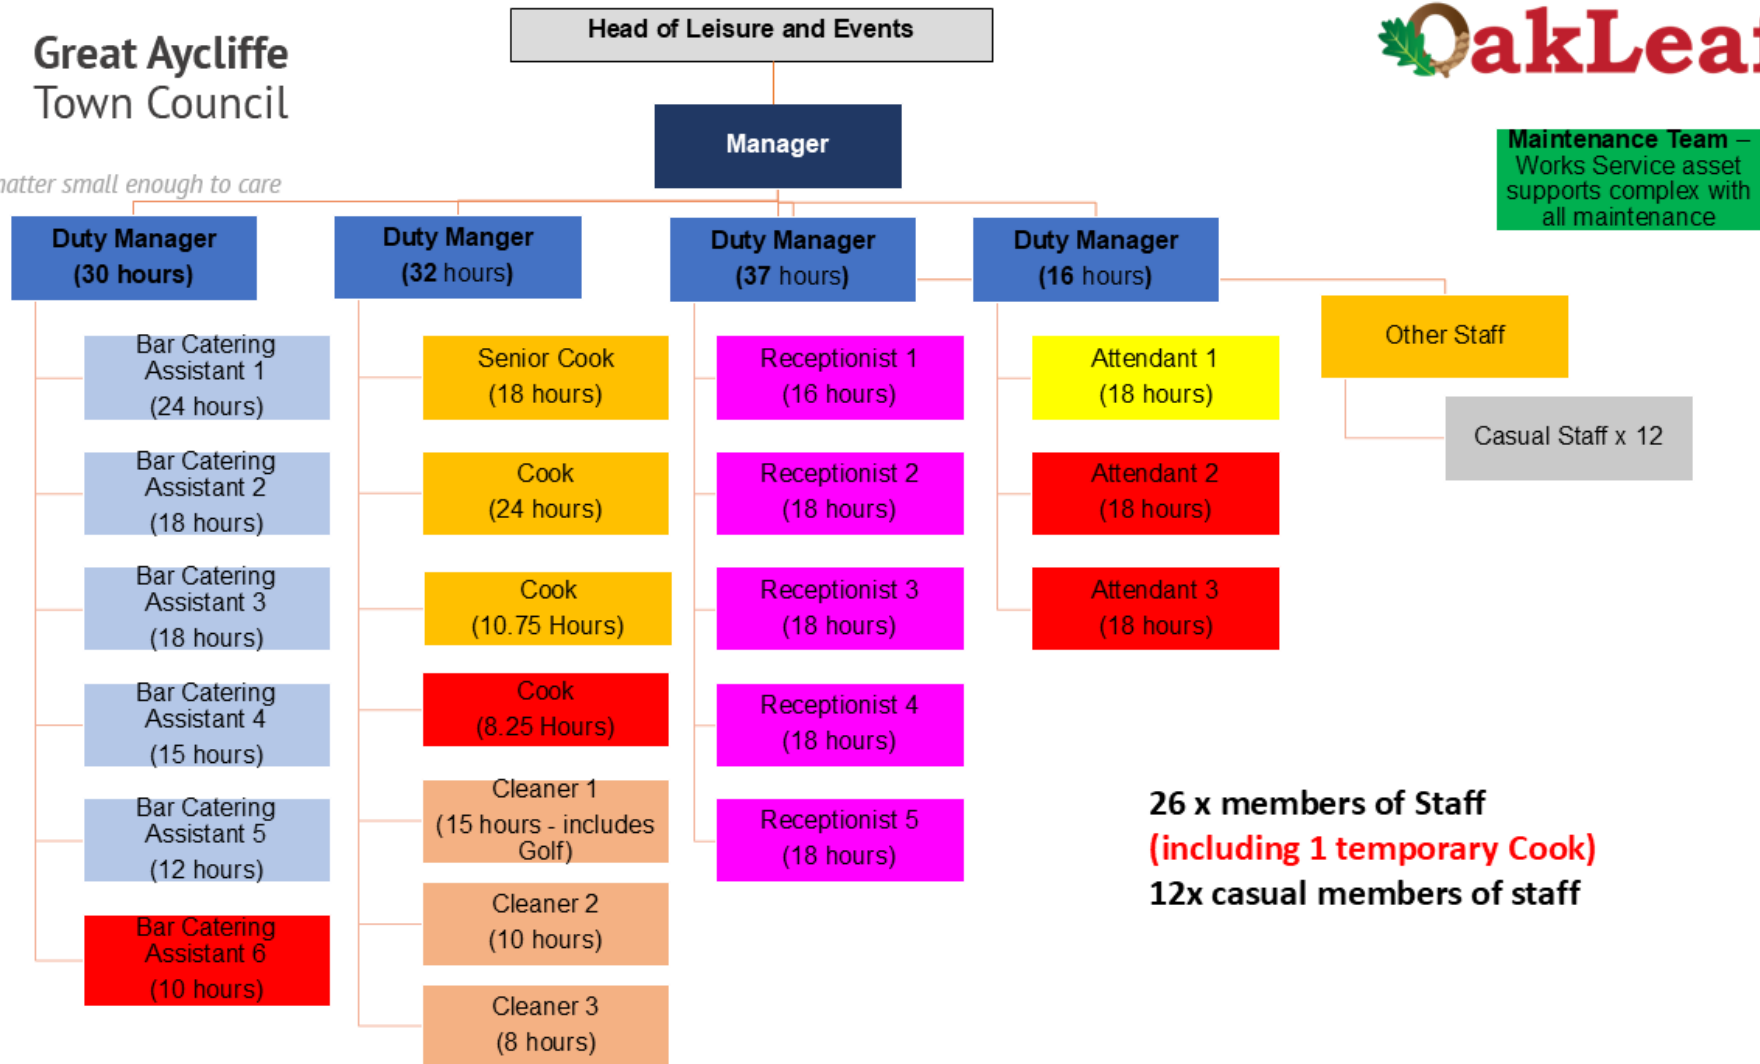 Great Aycliffe
Town Council
matter small enough to care
Head of Leisure and Events
Manager
OakLeaf
Maintenance Team –
Works Service asset
supports complex with
all maintenance
Duty Manager
(30 hours)
Bar Catering
Assistant 1
(24 hours)
Bar Catering
Assistant 2
(18 hours)
Bar Catering
Assistant 3
(18 hours)
Bar Catering
Assistant 4
(15 hours)
Bar Catering
Assistant 5
(12 hours)
Bar Catering
Assistant 6
(10 hours)
Duty Manger
(32 hours)
Senior Cook
(18 hours)
Cook
(24 hours)
Cook
(10.75 Hours)
Cook
(8.25 Hours)
Cleaner 1
(15 hours - includes
Golf)
Cleaner 2
(10 hours)
Cleaner 3
(8 hours)
Duty Manager
(37 hours)
Receptionist 1
(16 hours)
Receptionist 2
(18 hours)
Receptionist 3
(18 hours)
Receptionist 4
(18 hours)
Receptionist 5
(18 hours)
Duty Manager
(16 hours)
Attendant 1
(18 hours)
Attendant 2
(18 hours)
Attendant 3
(18 hours)
Other Staff
Casual Staff x 12
26 x members of Staff
(including 1 temporary Cook)
12x casual members of staff